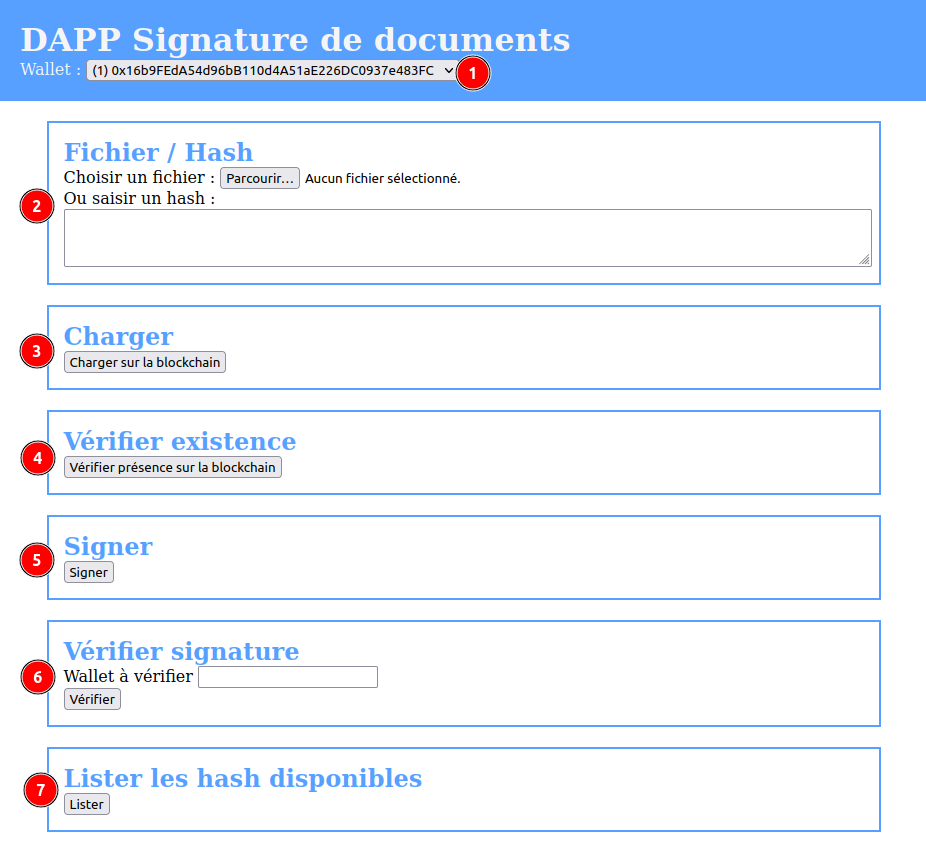 DAPP Signature de documents
Wallet : (1) 0x16b9FEdA54d96bB110d4A51aE226DC0937e483FC 1
Fichier / Hash
Choisir un fichier : Parcourir... Aucun fichier sélectionné.
2
Ou saisir un hash :
Charger
3
Charger sur la blockchain
Vérifier existence
4
Vérifier présence sur la blockchain
Signer
5
Signer
Vérifier signature
6
Wallet à vérifier
Vérifier
Lister les hash disponibles
7
Lister